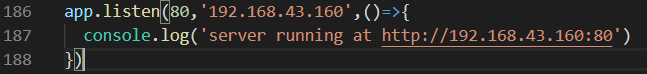 186 app.listen(80,'192.168.43.160',()=>{
187 console.log('server running at http://192.168.43.160:80')
188 })